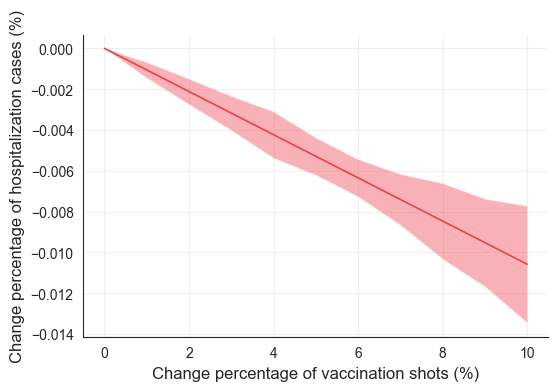 Change percentage of hospitalization cases (%)
0.000
−0.002
−0.004
−0.006
−0.008
−0.010
−0.012
−0.014
0 2 4 6 8 10
Change percentage of vaccination shots (%)